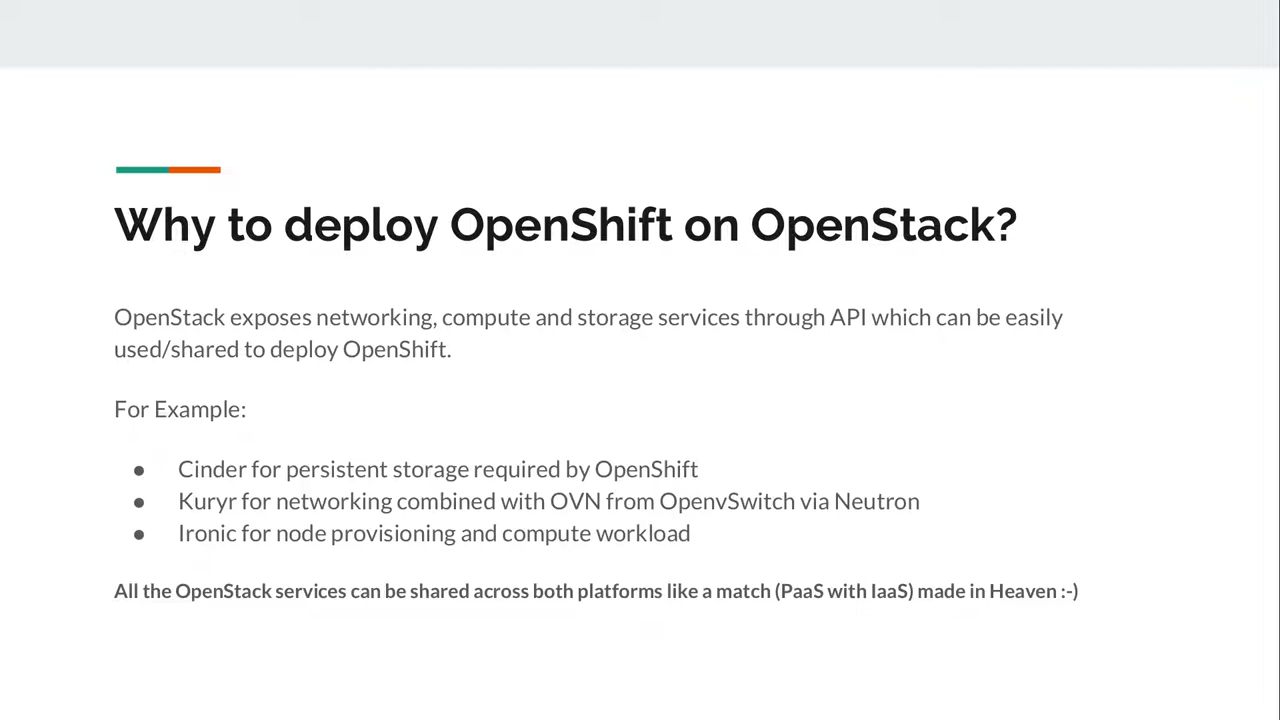 Why to deploy OpenShift on OpenStack?
OpenStack exposes networking, compute and storage services through API which can be easily
used/shared to deploy OpenShift.
For Example:
● Cinder for persistent storage required by OpenShift
● Kuryr for networking combined with OVN from OpenvSwitch via Neutron
● Ironic for node provisioning and compute workload
All the OpenStack services can be shared across both platforms like a match (PaaS with IaaS) made in Heaven :-)